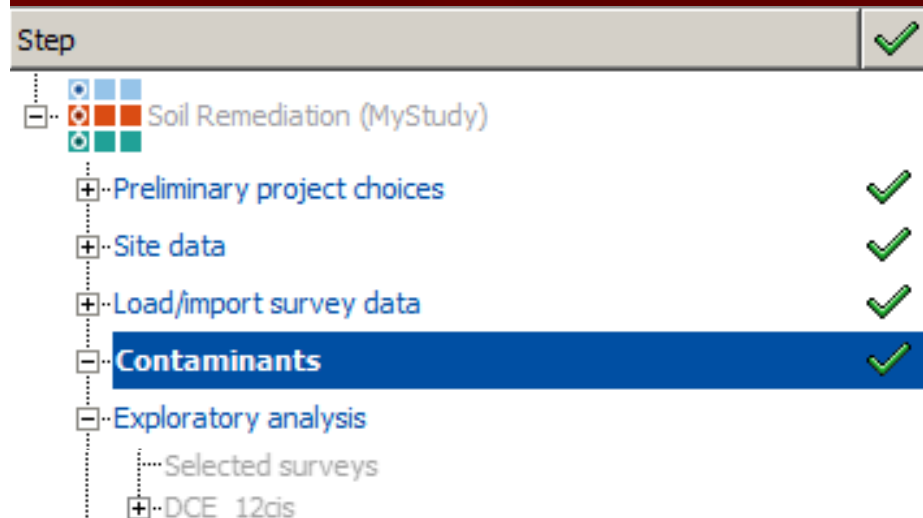 Step
Soil Remediation (MyStudy)
Preliminary project choices
Site data
Load/import survey data
Contaminants
Exploratory analysis
Selected surveys
DCE_12cis